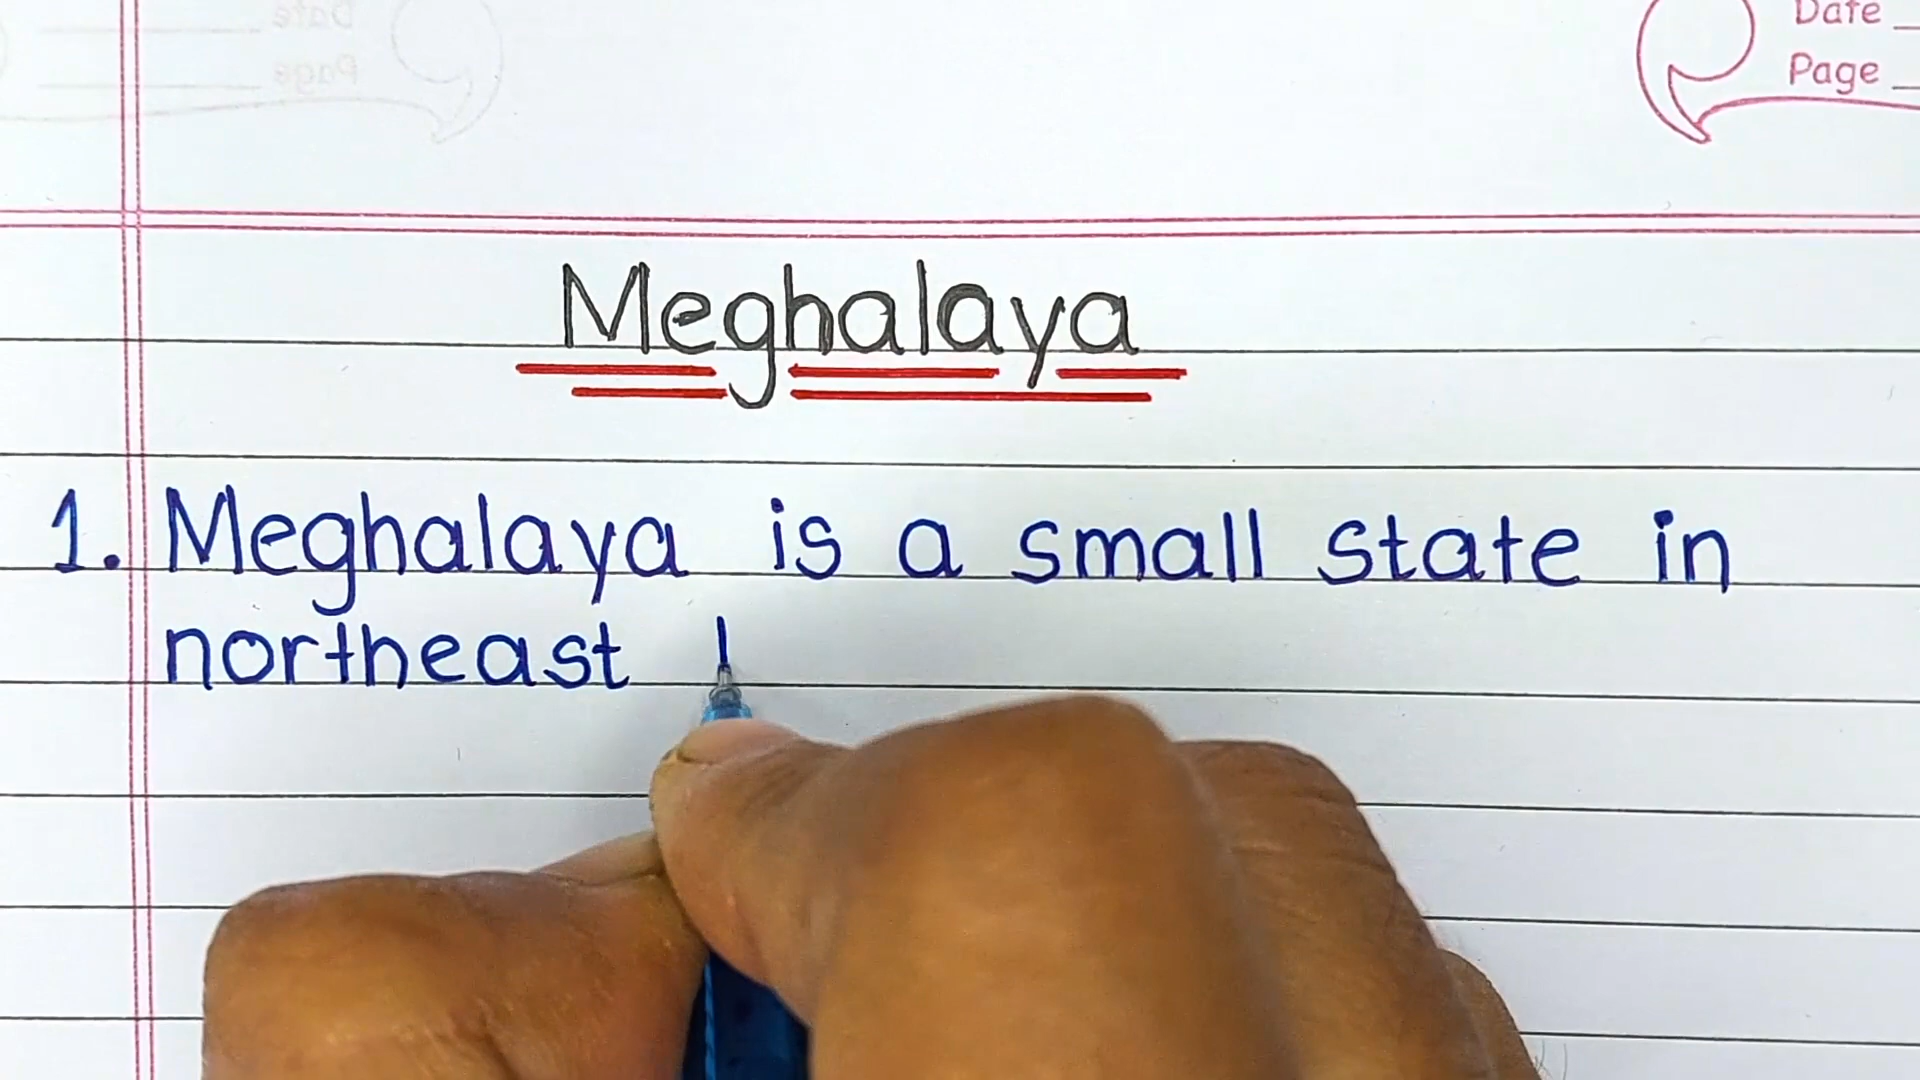 Date
Page
Meghalaya
1. Meghalaya is a small state in
northeast I